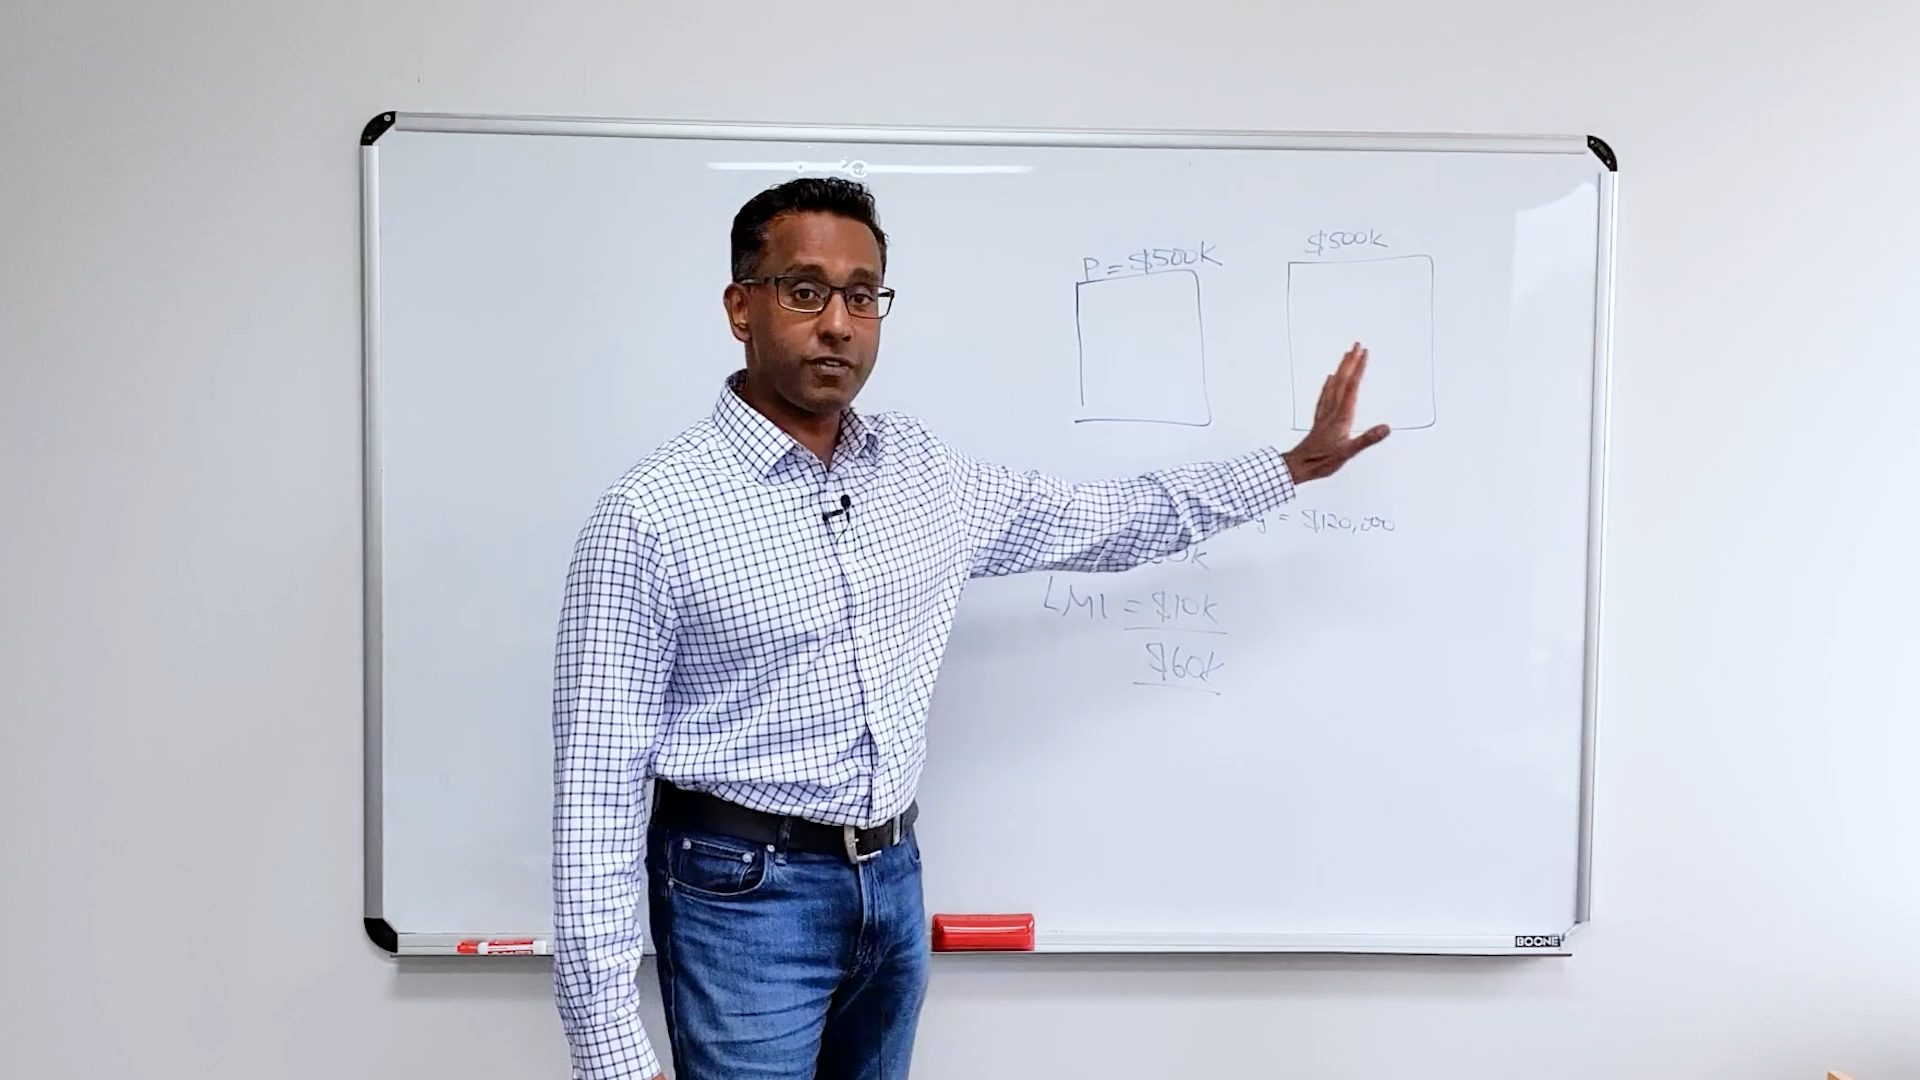 P = $500K
$500K
= $120,000
LMI = $10K
$60K
BOONE